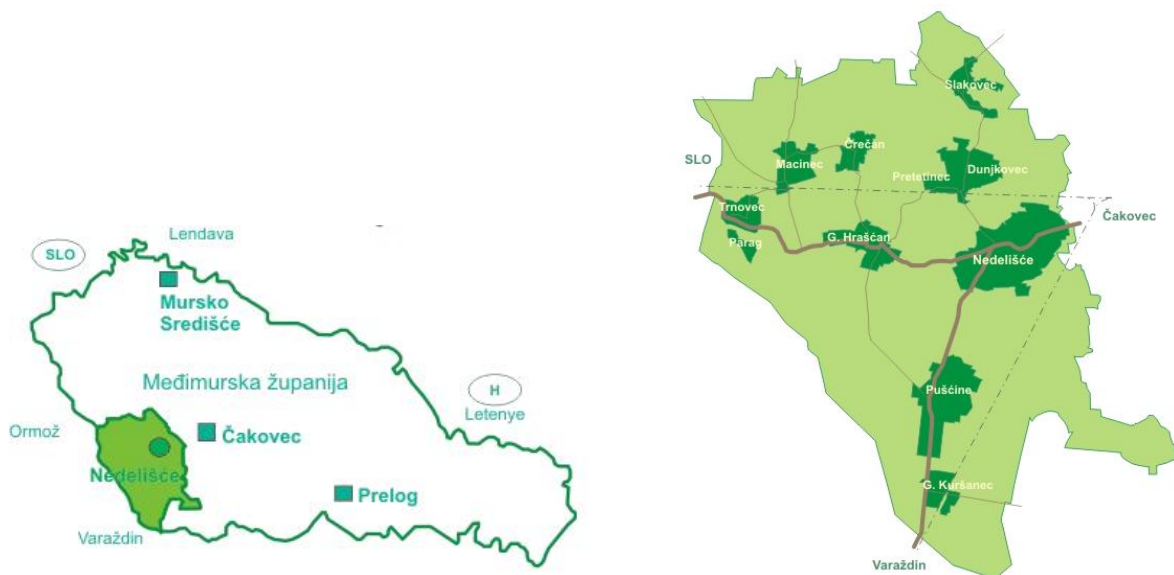 Lendava
SLO
Mursko
Središće
Međimurska županija
H
Letenye
Ormož
Čakovec
Nedelišće
Prelog
Varaždin
Slakovec
Črečan
Macinec
SLO
Pretetinec
Dunjkovec
Trnovec
Čakovec
Parag
G. Hrašćan
Nedelišće
Pušćine
G. Kuršanec
Varaždin